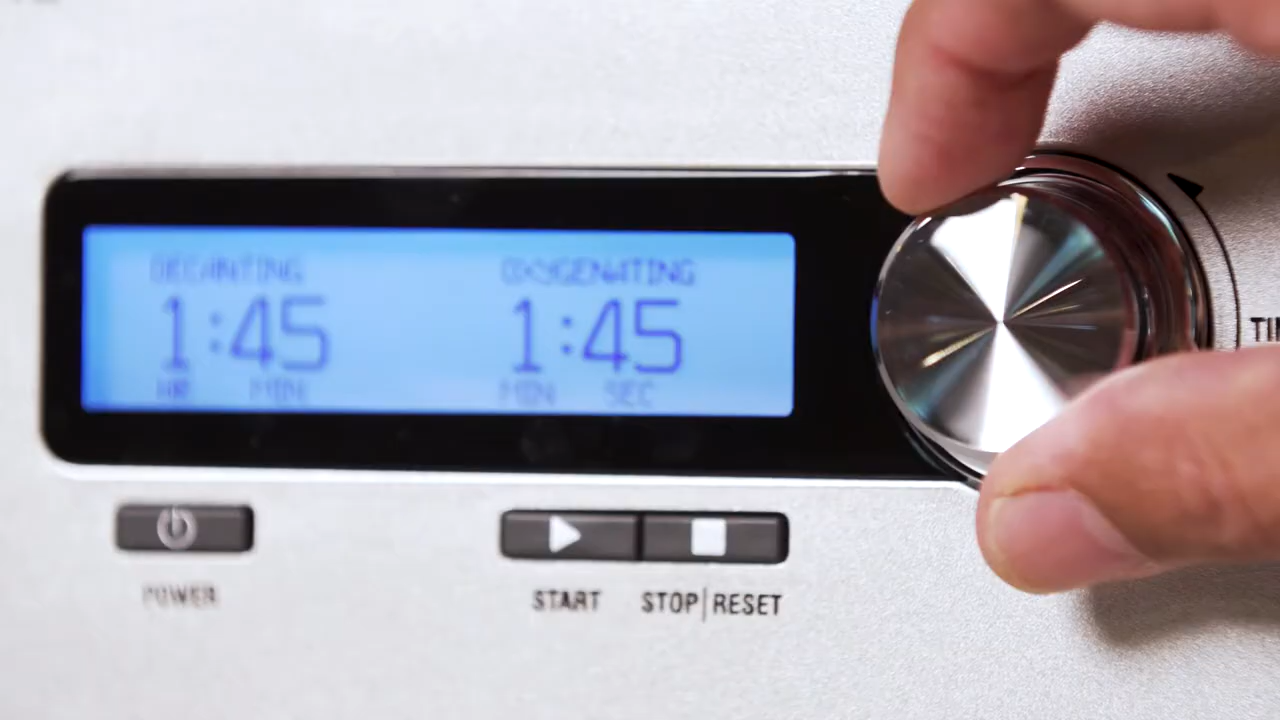 DECANTING OXYGENATING
1:45 1:45
HR MIN MIN SEC
POWER START STOP|RESET